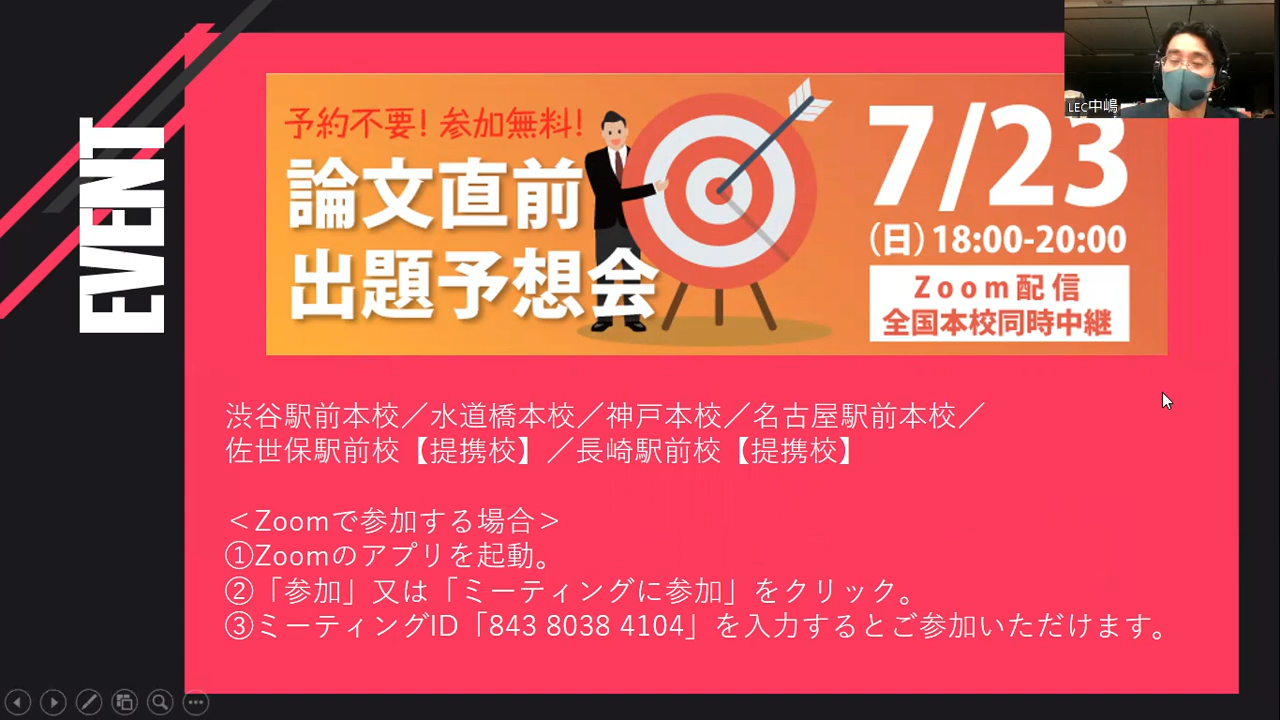 EVENT
予約不要！参加無料！
論文直前
出題予想会
7/23
（日）18:00-20:00
Zoom配信
全国本校同時中継
LEC中嶋
渋谷駅前本校／水道橋本校／神戸本校／名古屋駅前本校／
佐世保駅前校【提携校】／長崎駅前校【提携校】
＜Zoomで参加する場合＞
①Zoomのアプリを起動。
②「参加」又は「ミーティングに参加」をクリック。
③ミーティングID「843 8038 4104」を入力するとご参加いただけます。